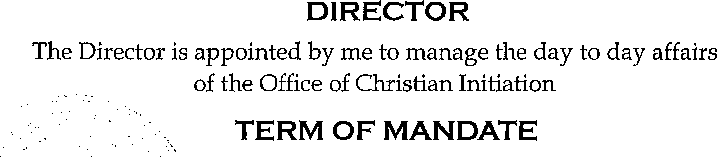 DIRECTOR
The Director is appointed by me to manage the day to day affairs
of the Office of Christian Initiation
TERM OF MANDATE